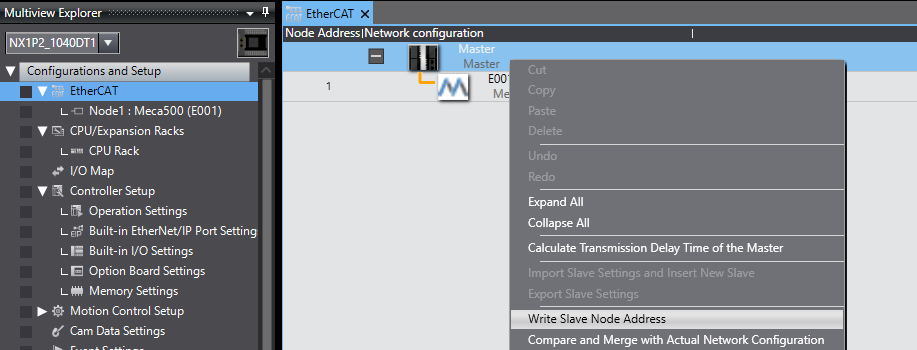 Multiview Explorer
NX1P2_1040DT1
Configurations and Setup
EtherCAT
Node1 : Meca500 (E001)
CPU/Expansion Racks
CPU Rack
I/O Map
Controller Setup
Operation Settings
Built-in EtherNet/IP Port Setting
Built-in I/O Settings
Option Board Settings
Memory Settings
Motion Control Setup
Cam Data Settings
Event Settings
EtherCAT
Node Address Network configuration
Master
Master
1
E001
Me
Cut
Copy
Paste
Delete
Undo
Redo
Expand All
Collapse All
Calculate Transmission Delay Time of the Master
Import Slave Settings and Insert New Slave
Export Slave Settings
Write Slave Node Address
Compare and Merge with Actual Network Configuration